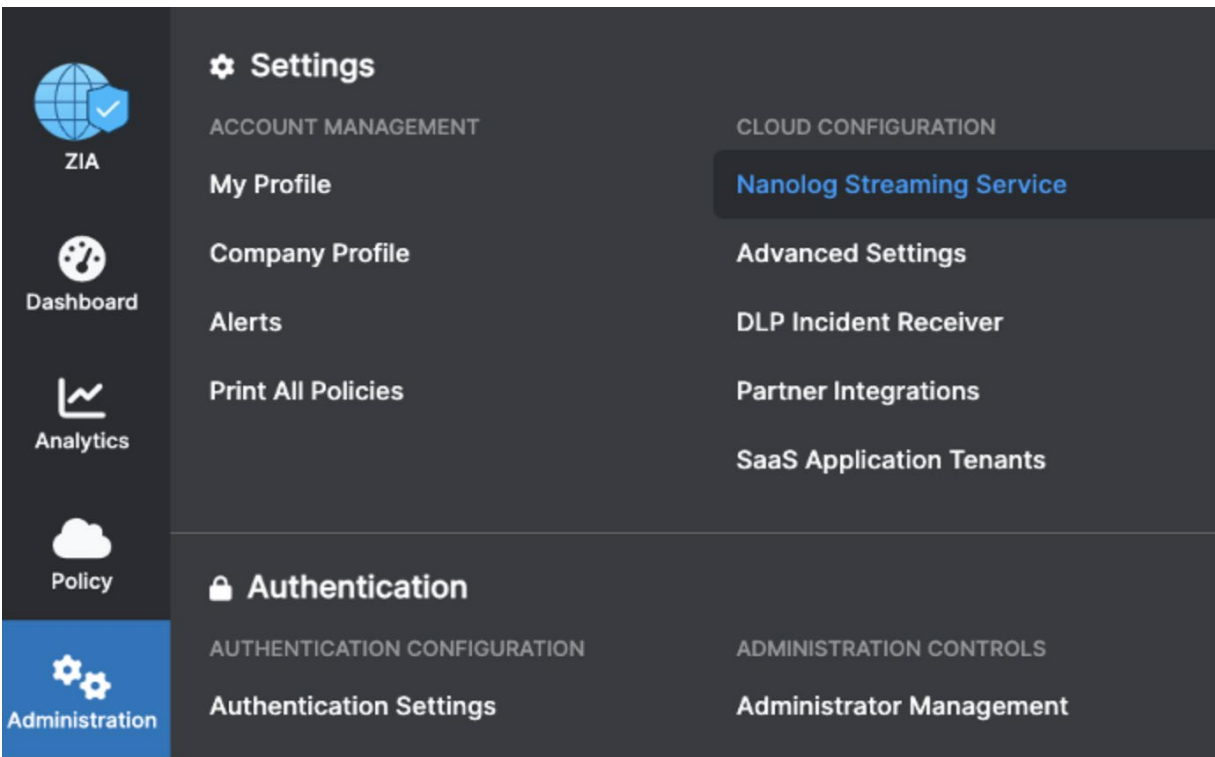 ZIA
Dashboard
Analytics
Policy
Administration
Settings
ACCOUNT MANAGEMENT
My Profile
Company Profile
Alerts
Print All Policies
CLOUD CONFIGURATION
Nanolog Streaming Service
Advanced Settings
DLP Incident Receiver
Partner Integrations
SaaS Application Tenants
Authentication
AUTHENTICATION CONFIGURATION
Authentication Settings
ADMINISTRATION CONTROLS
Administrator Management